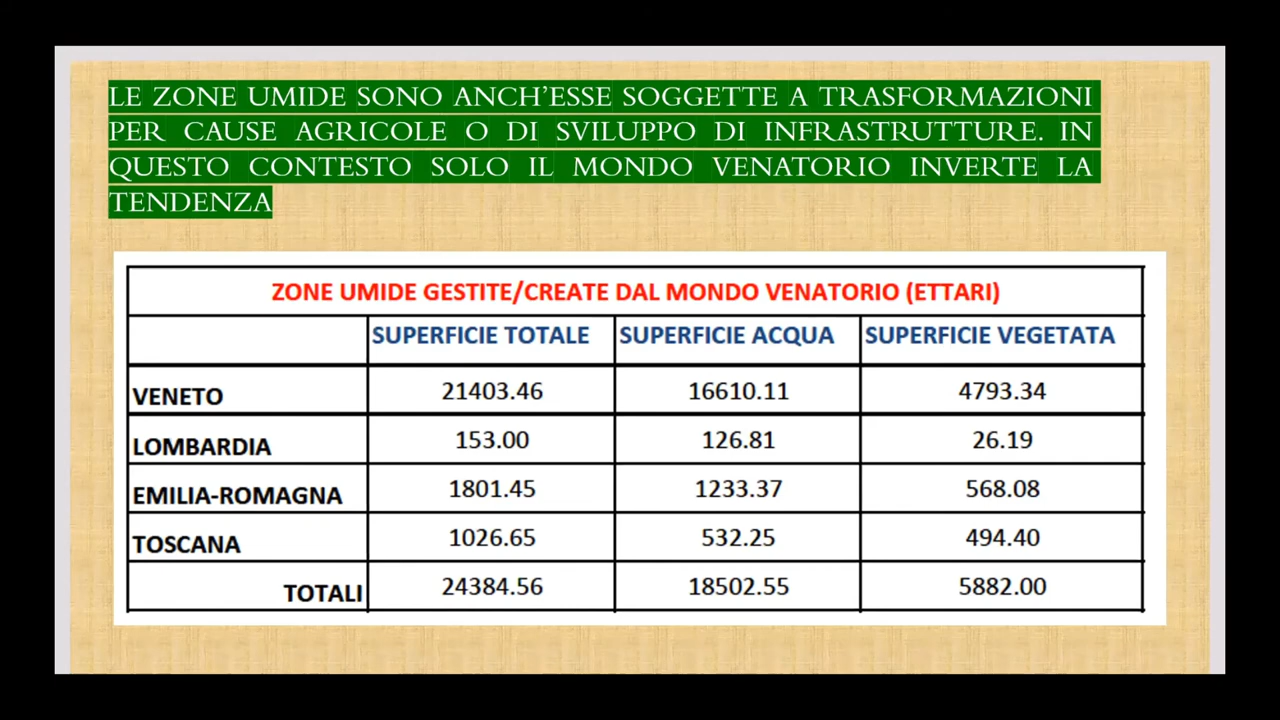 LE ZONE UMIDE SONO ANCH'ESSE SOGGETTE A TRASFORMAZIONI
PER CAUSE AGRICOLE O DI SVILUPPO DI INFRASTRUTTURE. IN
QUESTO CONTESTO SOLO IL MONDO VENATORIO INVERTE LA
TENDENZA
ZONE UMIDE GESTITE/CREATE DAL MONDO VENATORIO (ETTARI)
SUPERFICIE TOTALE SUPERFICIE ACQUA SUPERFICIE VEGETATA
VENETO 21403.46 16610.11 4793.34
LOMBARDIA 153.00 126.81 26.19
EMILIA-ROMAGNA 1801.45 1233.37 568.08
TOSCANA 1026.65 532.25 494.40
TOTALI 24384.56 18502.55 5882.00